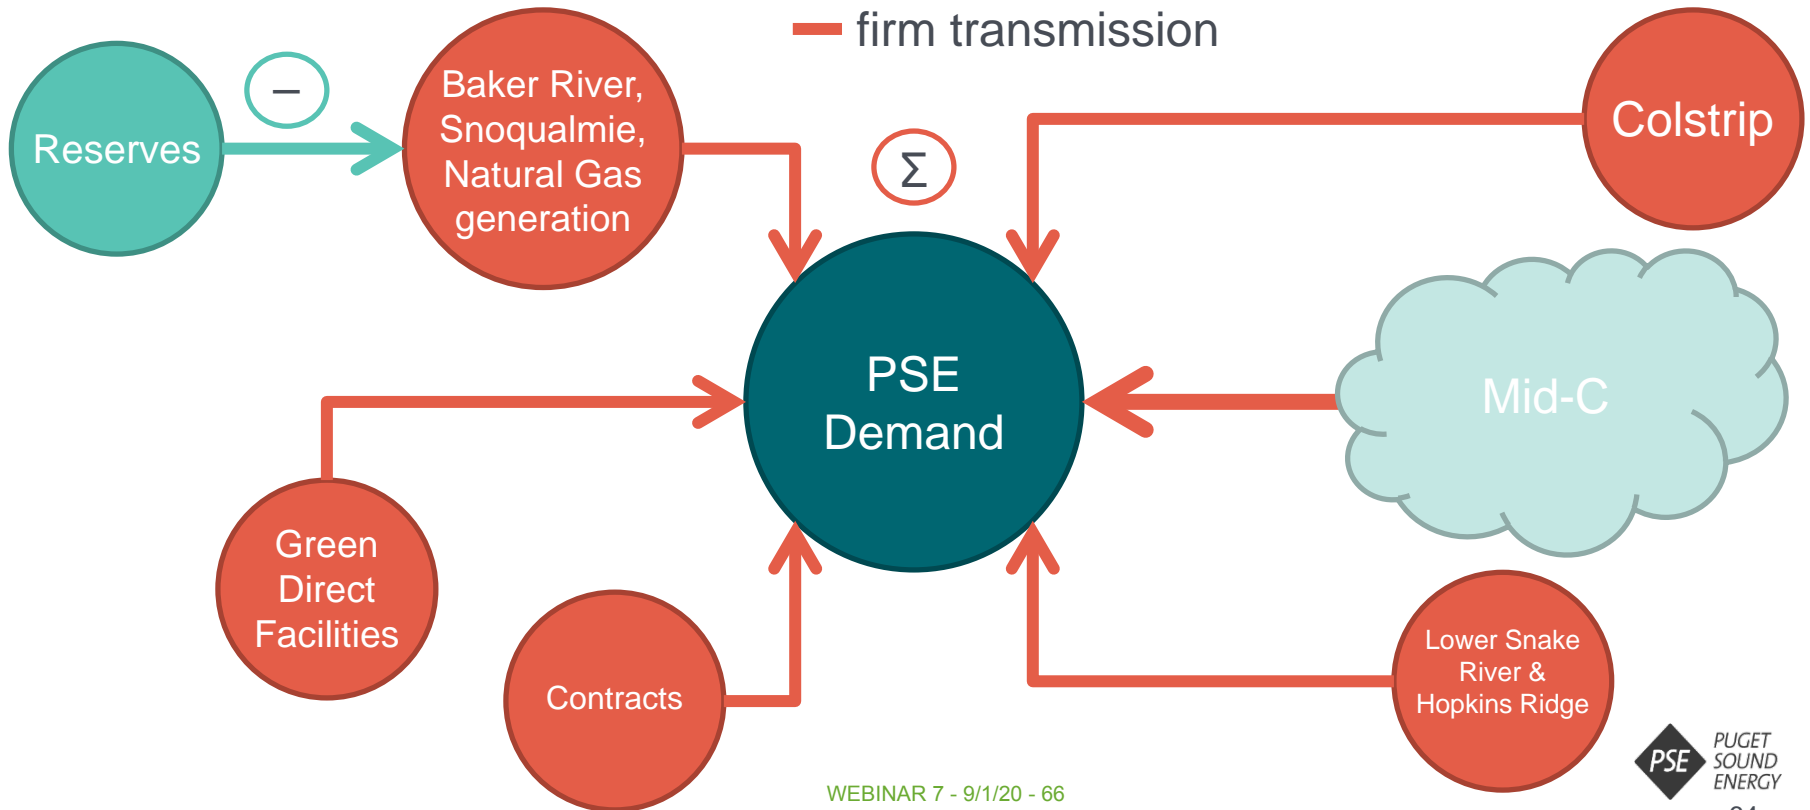 firm transmission
Reserves
–
Baker River,
Snoqualmie,
Natural Gas
generation
Σ
Colstrip
PSE
Demand
Mid-C
Green
Direct
Facilities
Contracts
Lower Snake
River &
Hopkins Ridge
WEBINAR 7 - 9/1/20 - 66
PSE
PUGET
SOUND
ENERGY